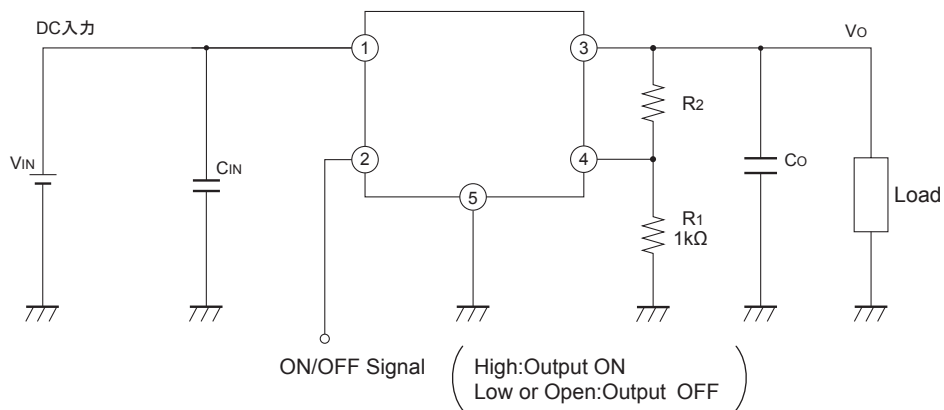 DC入力
1
3
VO
R2
VIN
CIN
2
4
CO
5
Load
R1
1kΩ
ON/OFF Signal
High:Output ON
Low or Open:Output OFF